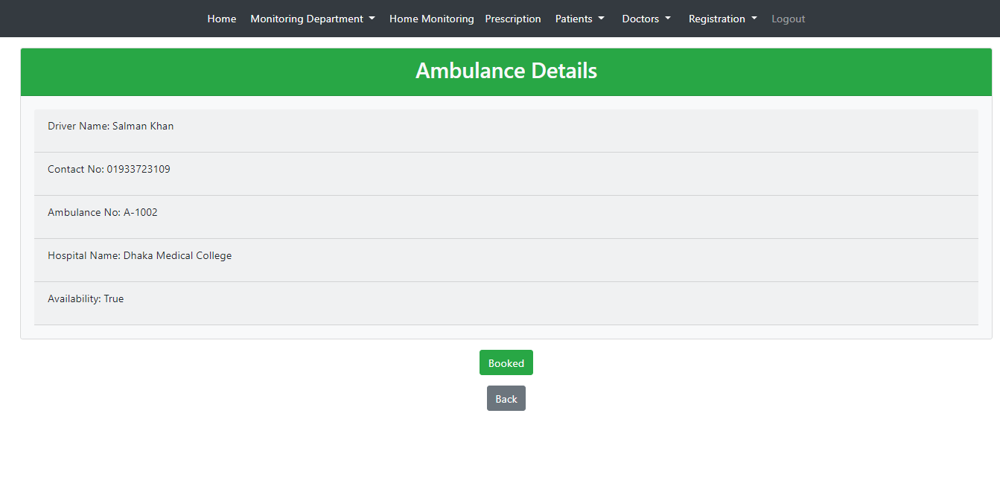 Home Monitoring Department Home Monitoring Prescription Patients Doctors Registration Logout
Ambulance Details
Driver Name: Salman Khan
Contact No: 01933723109
Ambulance No: A-1002
Hospital Name: Dhaka Medical College
Availability: True
Booked
Back